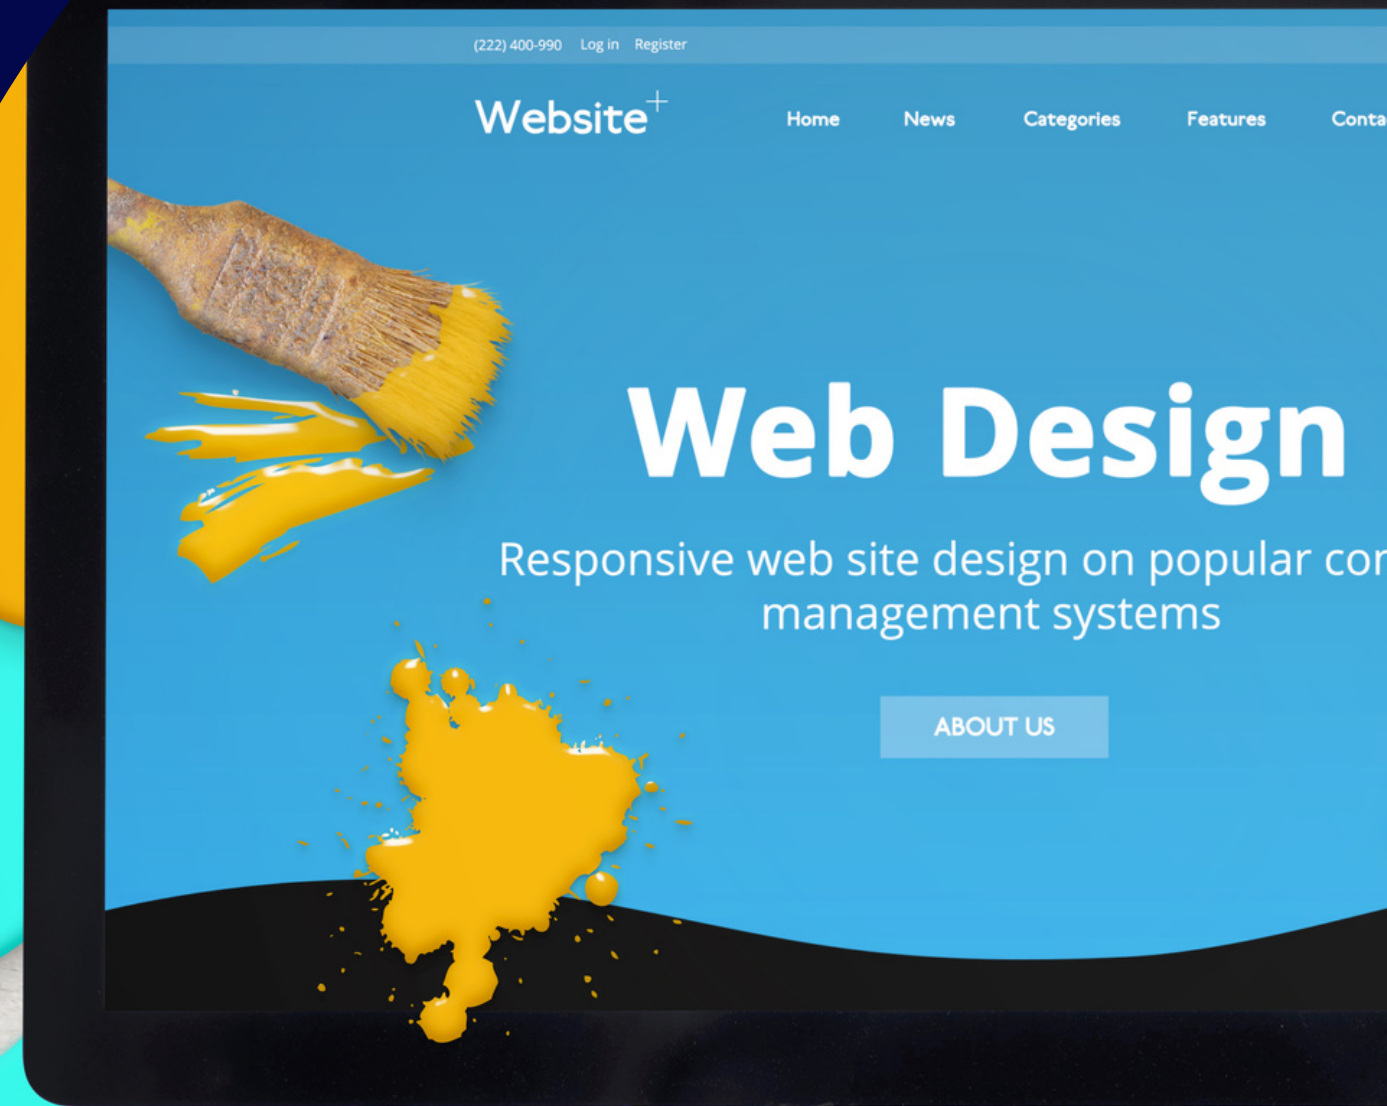 (222) 400-990 Log in Register
Website+
Home News Categories Features
Web Design
Responsive web site design on popular
management systems
ABOUT US